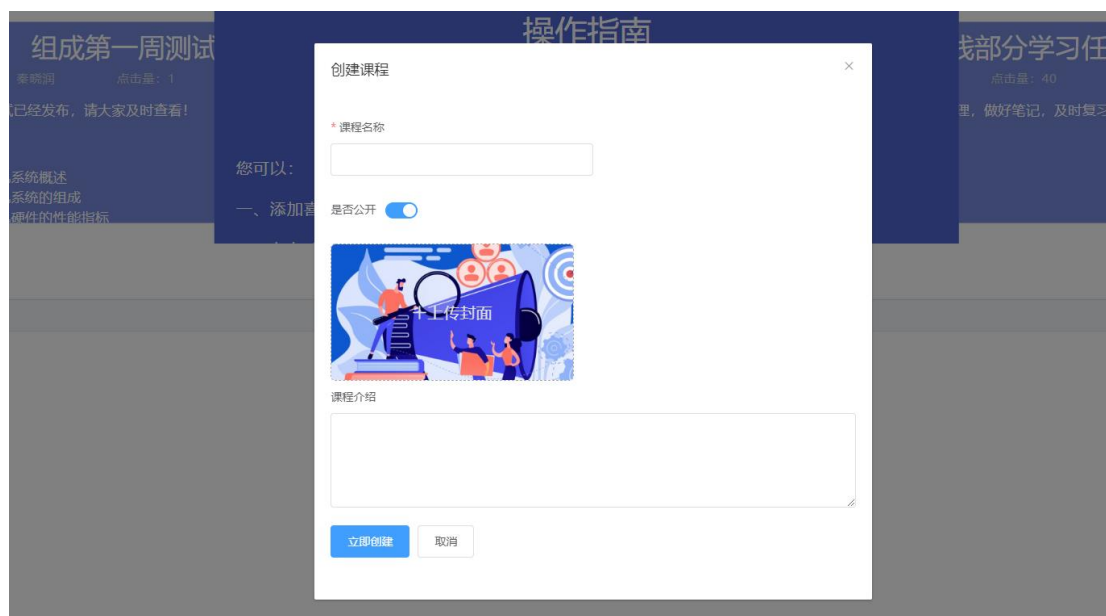 操作指南
组成第一周测试
秦晓润 点击量：1
已经发布，请大家及时查看！
系统概述
系统的组成
硬件的性能指标
您可以：
一、添加喜
创建课程
* 课程名称
是否公开
十上传封面
课程介绍
立即创建
取消
部分学习任
点击量：40
理，做好笔记，及时复习